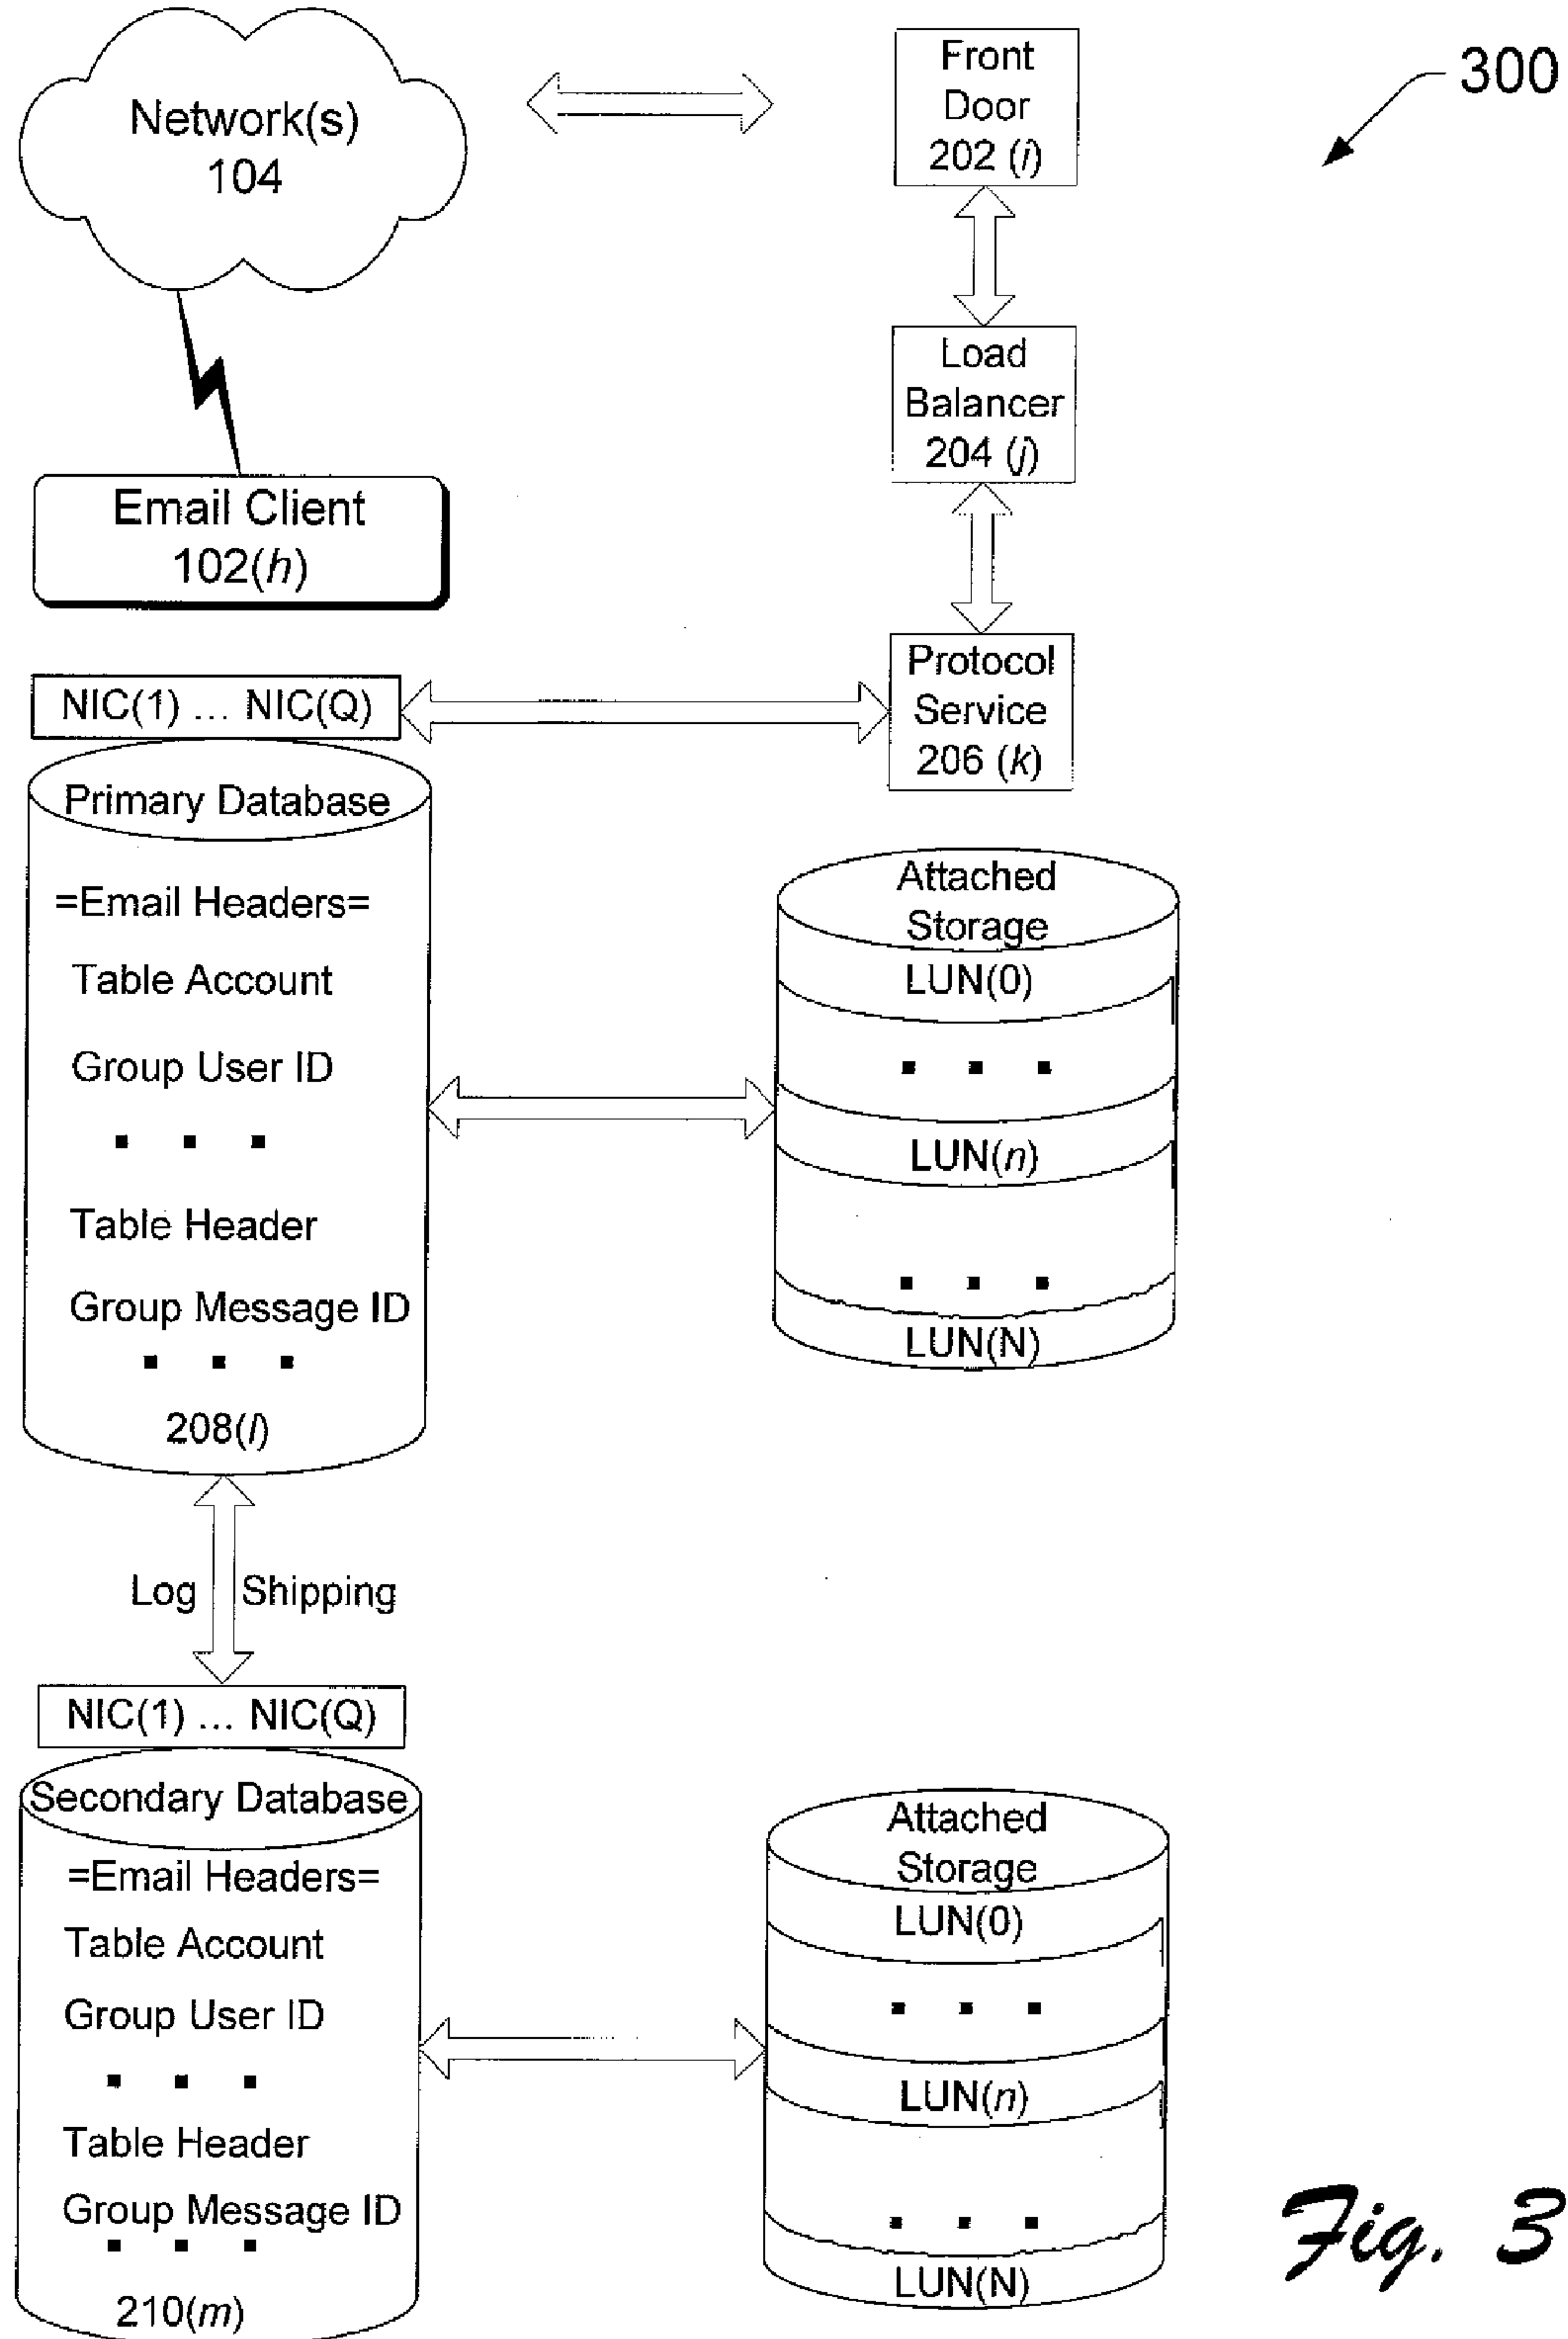 Network(s)
104
Front
Door
202 (i)
300
Load
Balancer
204 (j)
Email Client
102(h)
Protocol
Service
206 (k)
NIC(1) ... NIC(Q)
Primary Database
=Email Headers=
Table Account
Group User ID
. . .
Table Header
Group Message ID
. . .
208(l)
Attached
Storage
LUN(0)
. . .
LUN(n)
. . .
LUN(N)
Log Shipping
NIC(1) ... NIC(Q)
Secondary Database
=Email Headers=
Table Account
Group User ID
. . .
Table Header
Group Message ID
. . .
210(m)
Attached
Storage
LUN(0)
. . .
LUN(n)
. . .
LUN(N)
Fig. 3